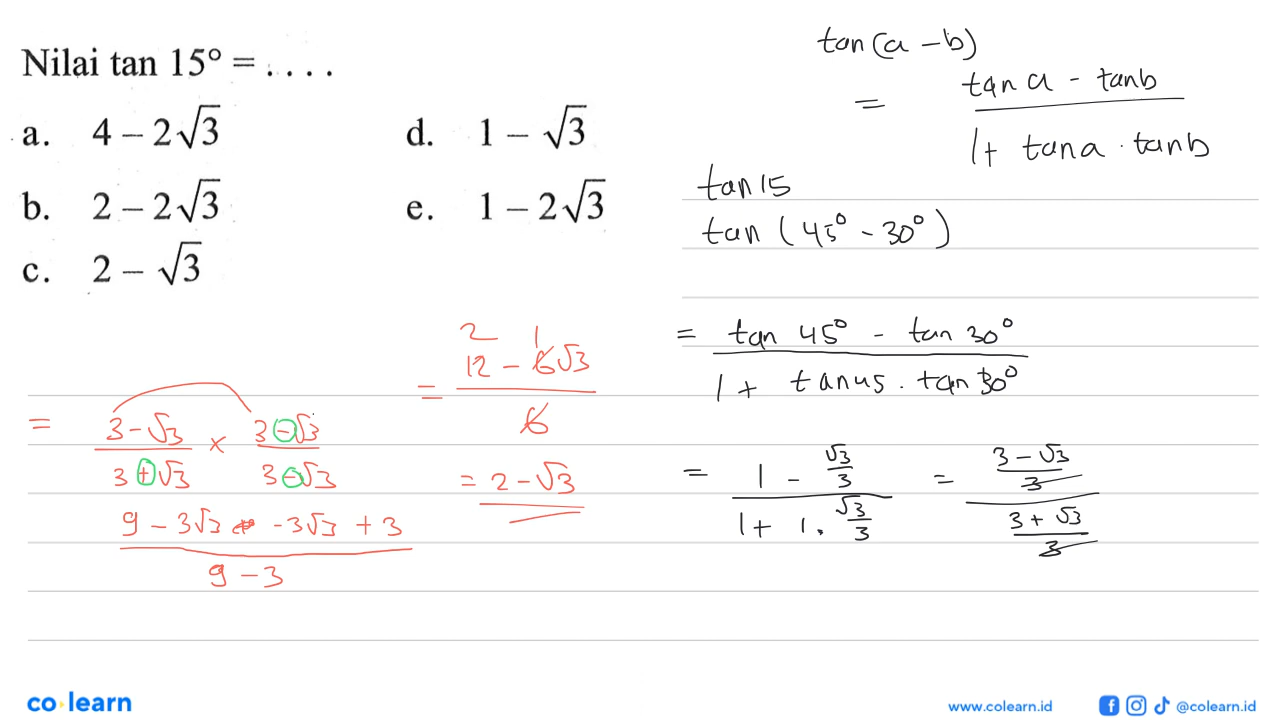 Nilai tan 15° = ....
a. 4 – 2√3
b. 2 – 2√3
c. 2 – √3
d. 1 – √3
e. 1 – 2√3
tan(a – b)
= (tan a – tan b)/(1 + tan a · tan b)
tan 15
tan (45° – 30°)
= (tan 45° – tan 30°)/(1 + tan 45 . tan 30°)
= (1 – √3/3)/(1 + 1 . √3/3) = ((3 – √3)/3)/((3 + √3)/3)
= (3 – √3)/(3 + √3) × (3 – √3)/(3 – √3)
(9 – 3√3 – 3√3 + 3)/(9 – 3)
2 1
= (12 – 6√3)/6
= 2 – √3
co learn
www.colearn.id
@colearn.id